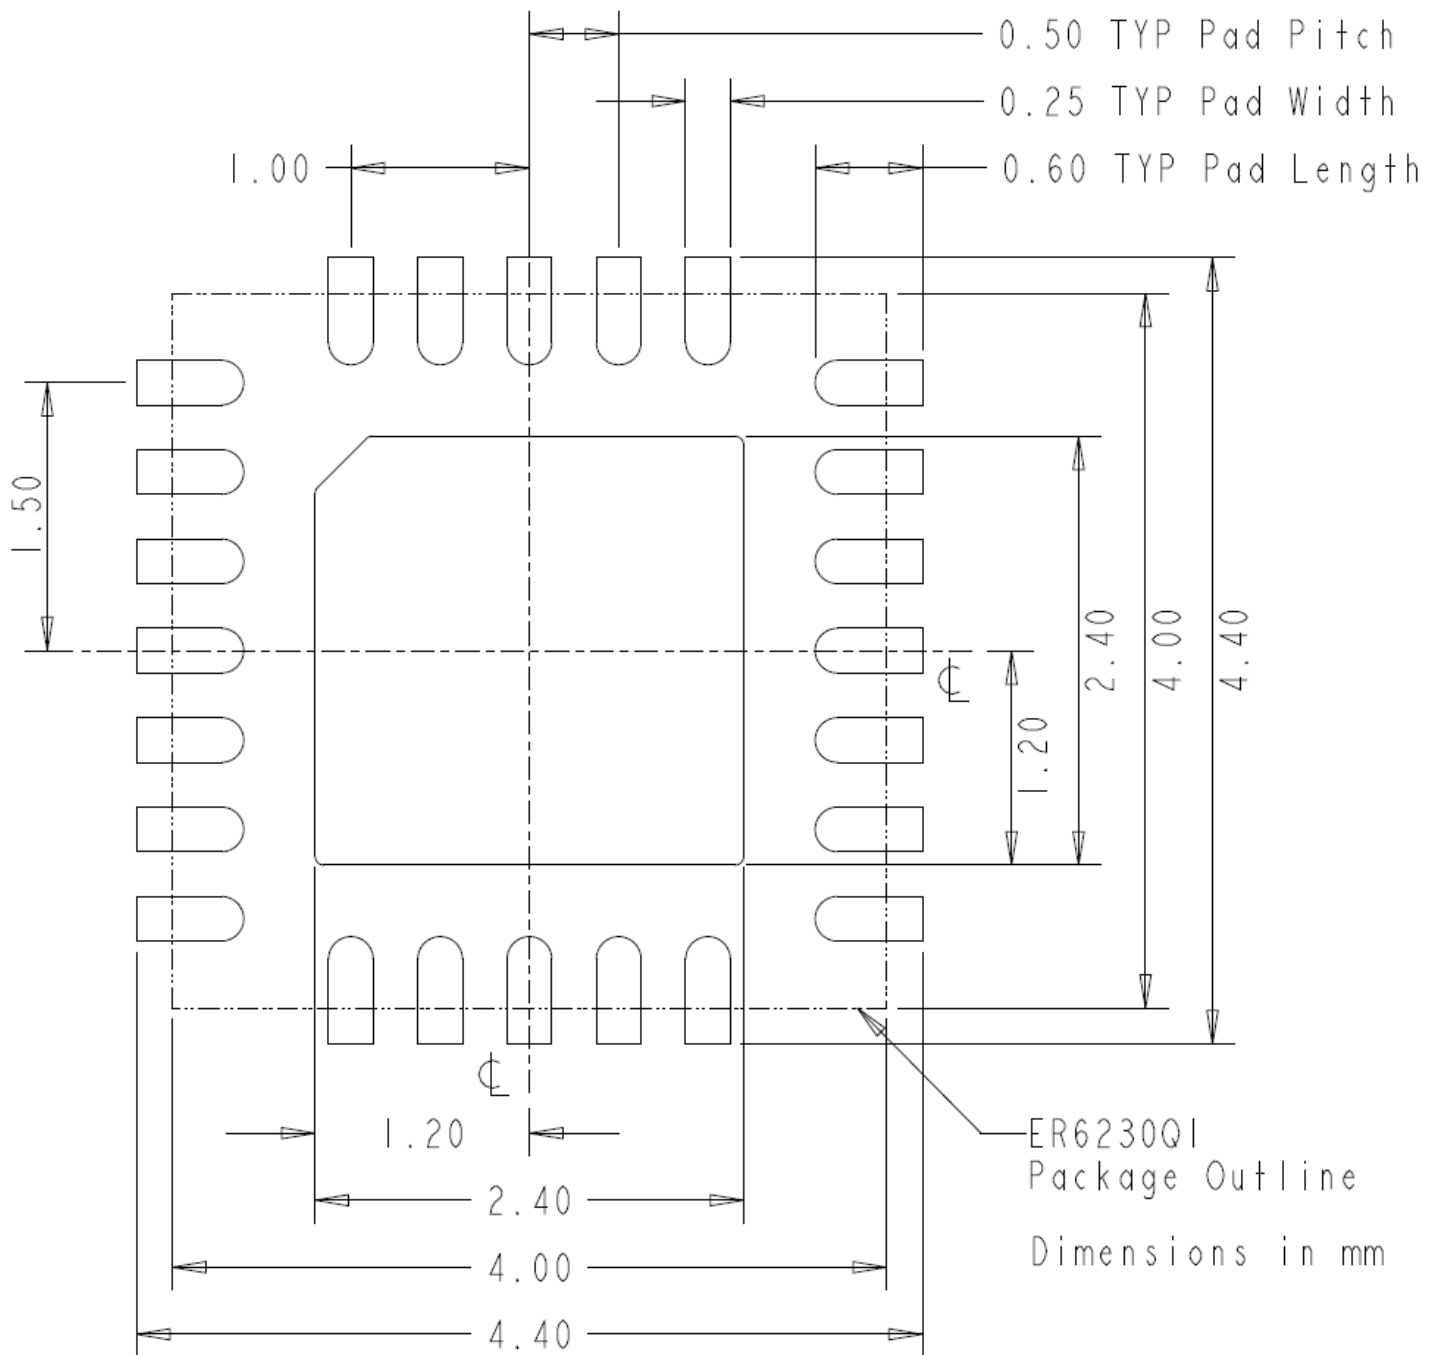 0.50 TYP Pad Pitch
0.25 TYP Pad Width
1.00
0.60 TYP Pad Length
1.50
2.40
4.00
4.40
1.20
1.20
ER6230QI
Package Outline
2.40
Dimensions in mm
4.00
4.40